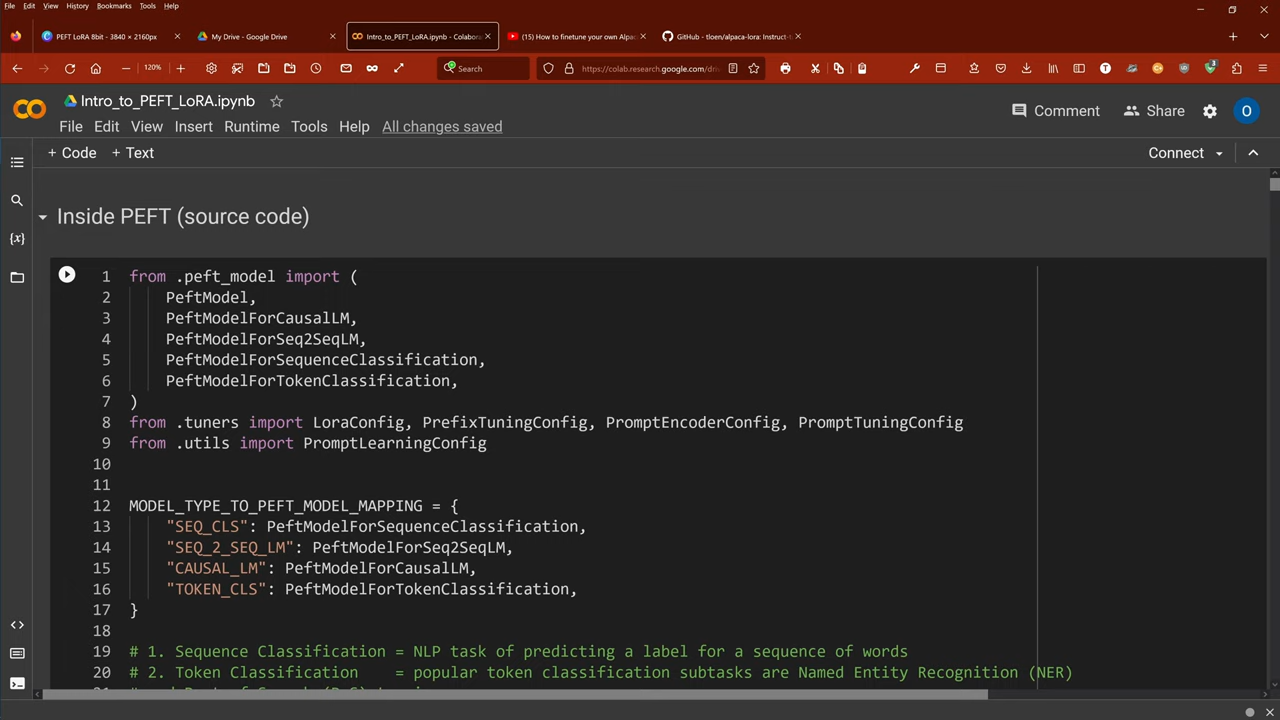 File Edit View History Bookmarks Tools Help
PEFT LoRA 8bit - 3840 × 2160px
My Drive - Google Drive
Intro_to_PEFT_LoRA.ipynb - Colabora
(15) How to finetune your own Alpac
GitHub - tloen/alpaca-lora: Instruct-t
120%
Search
https://colab.research.google.com/dri
Intro_to_PEFT_LoRA.ipynb
Comment
Share
O
File Edit View Insert Runtime Tools Help All changes saved
+ Code + Text
Connect
Inside PEFT (source code)
1 from .peft_model import (
2 PeftModel,
3 PeftModelForCausalLM,
4 PeftModelForSeq2SeqLM,
5 PeftModelForSequenceClassification,
6 PeftModelForTokenClassification,
7 )
8 from .tuners import LoraConfig, PrefixTuningConfig, PromptEncoderConfig, PromptTuningConfig
9 from .utils import PromptLearningConfig
10
11
12 MODEL_TYPE_TO_PEFT_MODEL_MAPPING = {
13 "SEQ_CLS": PeftModelForSequenceClassification,
14 "SEQ_2_SEQ_LM": PeftModelForSeq2SeqLM,
15 "CAUSAL_LM": PeftModelForCausalLM,
16 "TOKEN_CLS": PeftModelForTokenClassification,
17 }
18
19 # 1. Sequence Classification = NLP task of predicting a label for a sequence of words
20 # 2. Token Classification = popular token classification subtasks are Named Entity Recognition (NER)